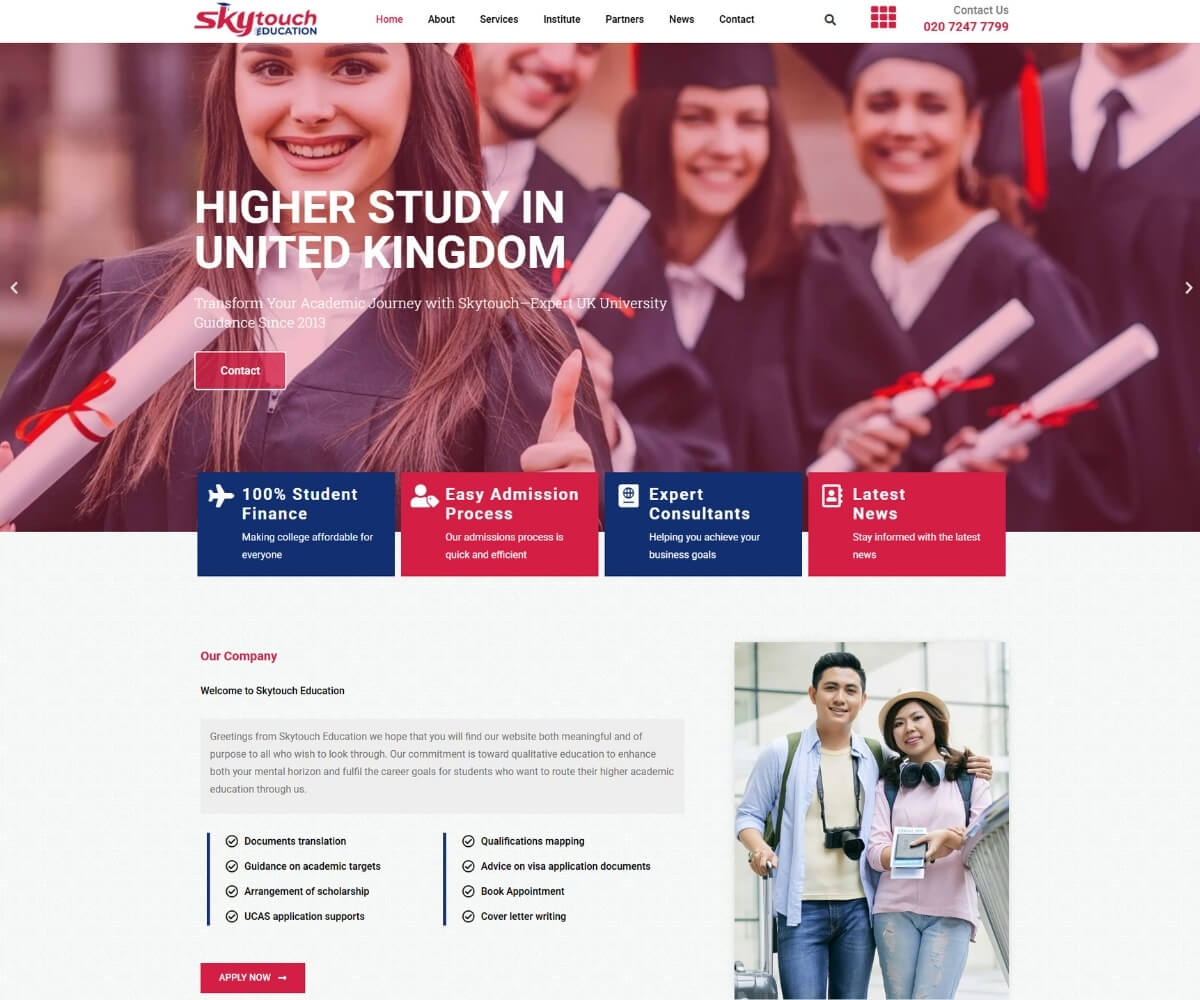 Skytouch
EDUCATION
Home
About
Services
Institute
Partners
News
Contact
Contact Us
020 7247 7799
HIGHER STUDY IN
UNITED KINGDOM
Transform Your Academic Journey with Skytouch—Expert UK University
Guidance Since 2013
Contact
100% Student
Finance
Making college affordable for
everyone
Easy Admission
Process
Our admissions process is
quick and efficient
Expert
Consultants
Helping you achieve your
business goals
Latest
News
Stay informed with the latest
news
Our Company
Welcome to Skytouch Education
Greetings from Skytouch Education we hope that you will find our website both meaningful and of
purpose to all who wish to look through. Our commitment is toward qualitative education to enhance
both your mental horizon and fulfil the career goals for students who want to route their higher academic
education through us.
Documents translation
Guidance on academic targets
Arrangement of scholarship
UCAS application supports
Qualifications mapping
Advice on visa application documents
Book Appointment
Cover letter writing
APPLY NOW